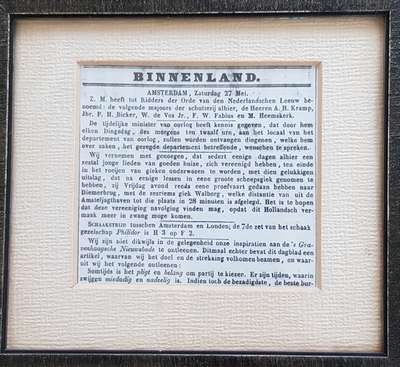 BINNENLAND.
AMSTERDAM, Zaturdag 27 Mei.
Z. M. heeft tot Ridders der Orde van den Nederlandschen Leeuw be-
noemd: de volgende majoors der schutterij alhier, de Heeren A. H. Kramp,
Jhr. P. H. Bicker, W. de Vos Jr., F. W. Fabius en M. Heemskerk.
De tijdelijke minister van oorlog heeft kennis gegeven, dat door hem
elken Dingsdag, des morgens ten twaalf ure, aan het locaal van het
departement van oorlog, zullen worden ontvangen diegenen, welke hem
over zaken, het gezegde departement betreffende, wenschen te spreken.
Wij vernemen met genoegen, dat sedert eenige dagen alhier een
zestal jonge lieden van goeden huize, zich vereenigd hebben, ten einde
in het roeijen van gieken onderwezen te worden, met dien gelukkigen
uitslag, dat na eenige lessen in eene groote scheepsgiek genomen te
hebben, zij Vrijdag avond reeds eene proefvaart gedaan hebben naar
Diemerbrug, met de zesriems giek Walborg, welke distantie van uit de
Amsteljagthaven tot die plaats in 28 minuten is afgelegd. Het is te hopen
dat deze vereeniging navolging vinden mag, opdat dit Hollandsch ver-
maak meer in zwang moge komen.
SCHAAKSTRIJD tusschen Amsterdam en Londen, de 7de zet van het schaak
gezelschap Philidor is H 3 op F 2.
Wij zijn niet dikwijls in de gelegenheid onze inspiratien aan de 's Gra-
venhaagsche Nieuwsbode te ontleenen. Ditmaal echter bevat dit dagblad een
artikel, waarvan wij het doel en de strekking volkomen beamen, en waar-
uit wij het volgende ontleenen:
Somtijds is het pligt en belang om partij te kiezen. Er zijn tijden, waarin
zwijgen misdadig en nadeelig is. Indien toch de bezadigdste, de beste bur-